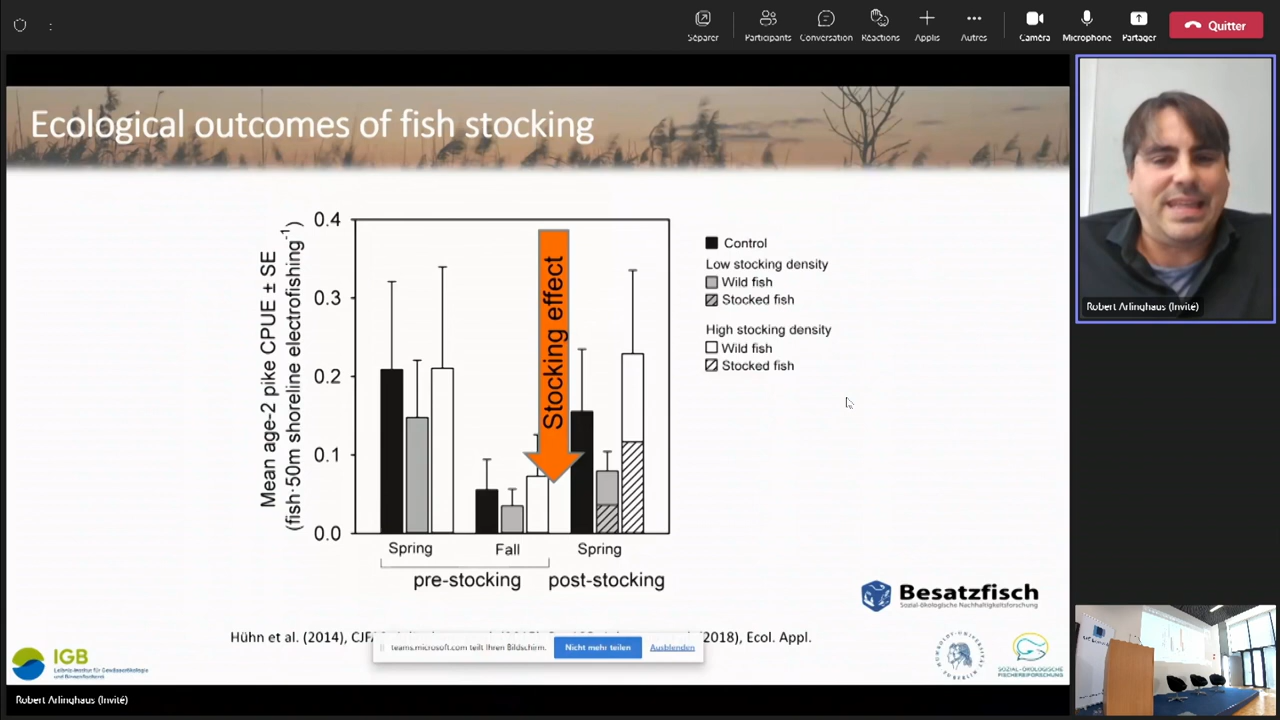 :
Séparer
Participants
Conversation
Réactions
Applis
Autres
Caméra
Microphone
Partager
Quitter
Ecological outcomes of fish stocking
Mean age-2 pike CPUE ± SE
(fish·50m shoreline electrofishing⁻¹)
0.4
0.3
0.2
0.1
0.0
Stocking effect
Spring
Fall
Spring
pre-stocking
post-stocking
Control
Low stocking density
Wild fish
Stocked fish
High stocking density
Wild fish
Stocked fish
Robert Arlinghaus (Invité)
Besatzfisch
Sozial-ökologische Nachhaltigkeitsforschung
Hühn et al. (2014), 2018), Ecol. Appl.
teams.microsoft.com teilt Ihren Bildschirm.
Nicht mehr teilen
Ausblenden
IGB
Leibniz-Institut für Gewässerökologie
und Binnenfischerei
SOZIAL-ÖKOLOGISCHE
FISCHEREIFORSCHUNG
Robert Arlinghaus (Invité)